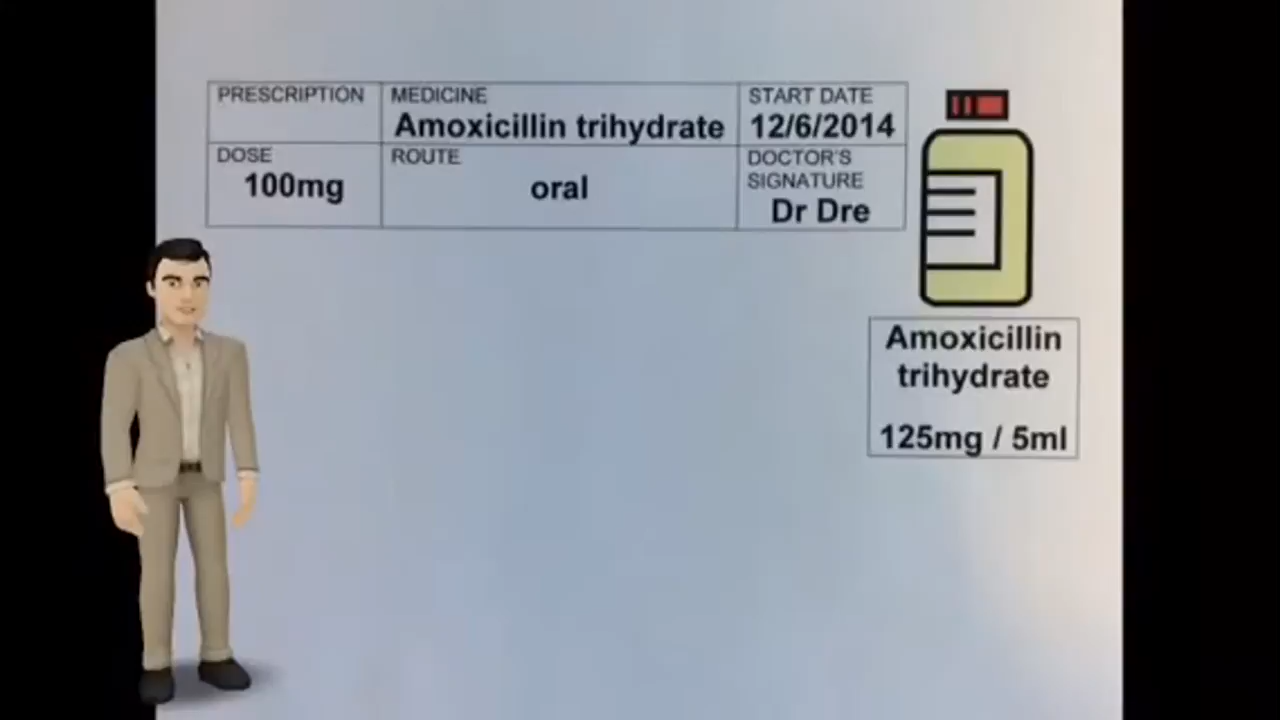 PRESCRIPTION
MEDICINE
Amoxicillin trihydrate
START DATE
12/6/2014
DOSE
100mg
ROUTE
oral
DOCTOR'S
SIGNATURE
Dr Dre
Amoxicillin
trihydrate
125mg / 5ml